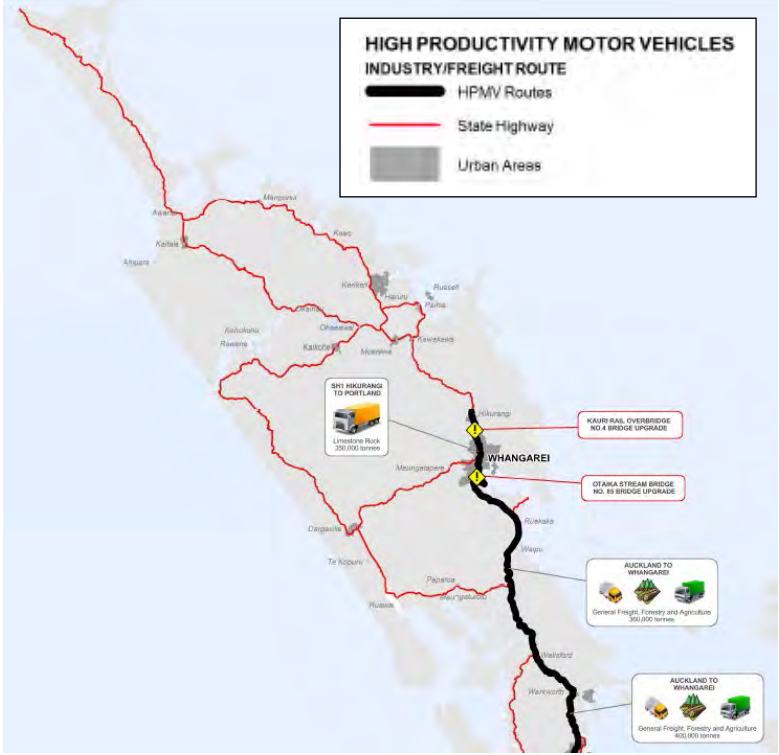 HIGH PRODUCTIVITY MOTOR VEHICLES
INDUSTRY/FREIGHT ROUTE
HPMV Routes
State Highway
Urban Areas
Awanui
Mangonui
Kaitaia
Kaeo
Ahipara
Kerikeri
Russell
Haruru
Paihia
Okaihau
Ohaeawai
Kohukohu
Kawakawa
Rawene
Kaikohe
Moerewa
SH1 HIKURANGI
TO PORTLAND
Limestone Rock
350,000 tonnes
Hikurangi
KAURI RAIL OVERBRIDGE
NO.4 BRIDGE UPGRADE
WHANGAREI
Maungatapere
OTAIKA STREAM BRIDGE
NO. 85 BRIDGE UPGRADE
Dargaville
Ruakaka
Waipu
Te Kopuru
AUCKLAND TO
WHANGAREI
General Freight, Forestry and Agriculture
360,000 tonnes
Paparoa
Maungaturoto
Ruawai
Wellsford
AUCKLAND TO
WHANGAREI
General Freight, Forestry and Agriculture
400,000 tonnes
Warkworth